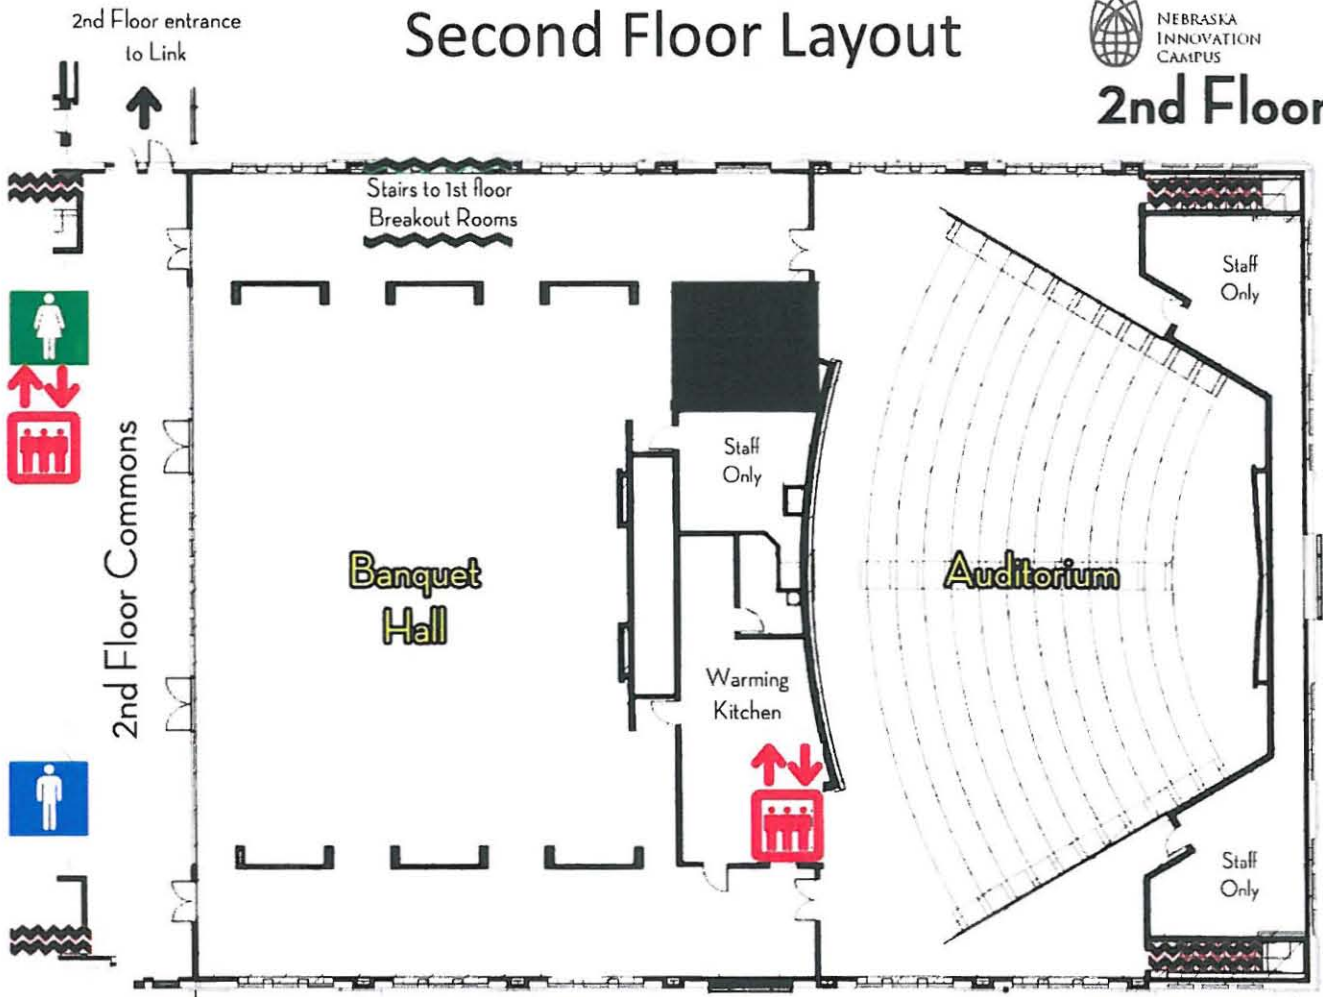 2nd Floor entrance
to Link
Second Floor Layout
NEBRASKA
INNOVATION
CAMPUS
2nd Floor
Stairs to 1st floor
Breakout Rooms
Staff
Only
Staff
Only
2nd Floor Commons
Banquet
Hall
Auditorium
Warming
Kitchen
Staff
Only